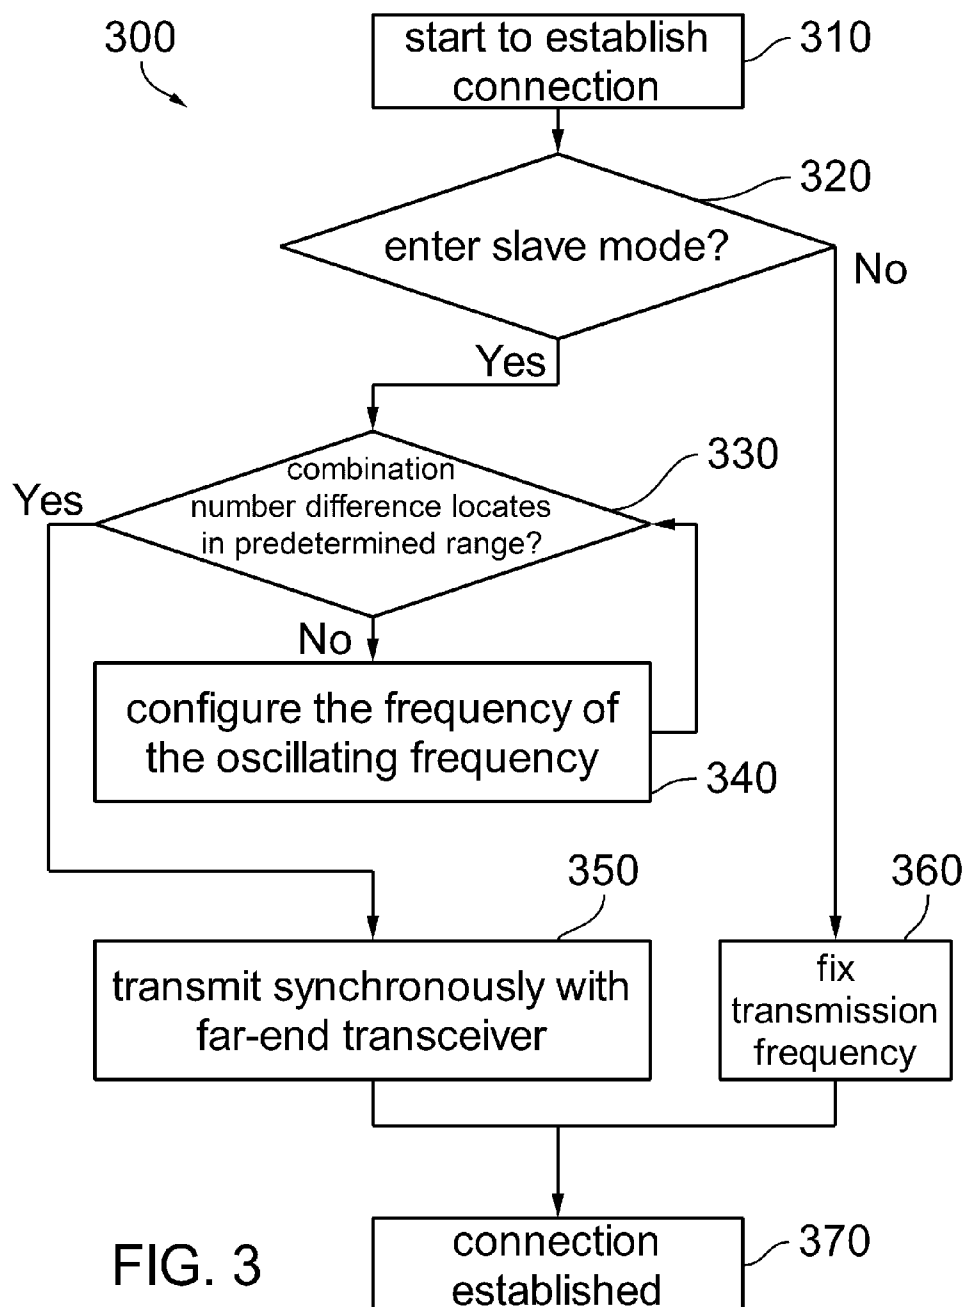 300
start to establish
connection
310
320
enter slave mode?
No
Yes
330
combination
number difference locates
in predetermined range?
Yes
No
configure the frequency of
the oscillating frequency
340
350
360
transmit synchronously with
far-end transceiver
fix
transmission
frequency
connection
established
370
FIG. 3